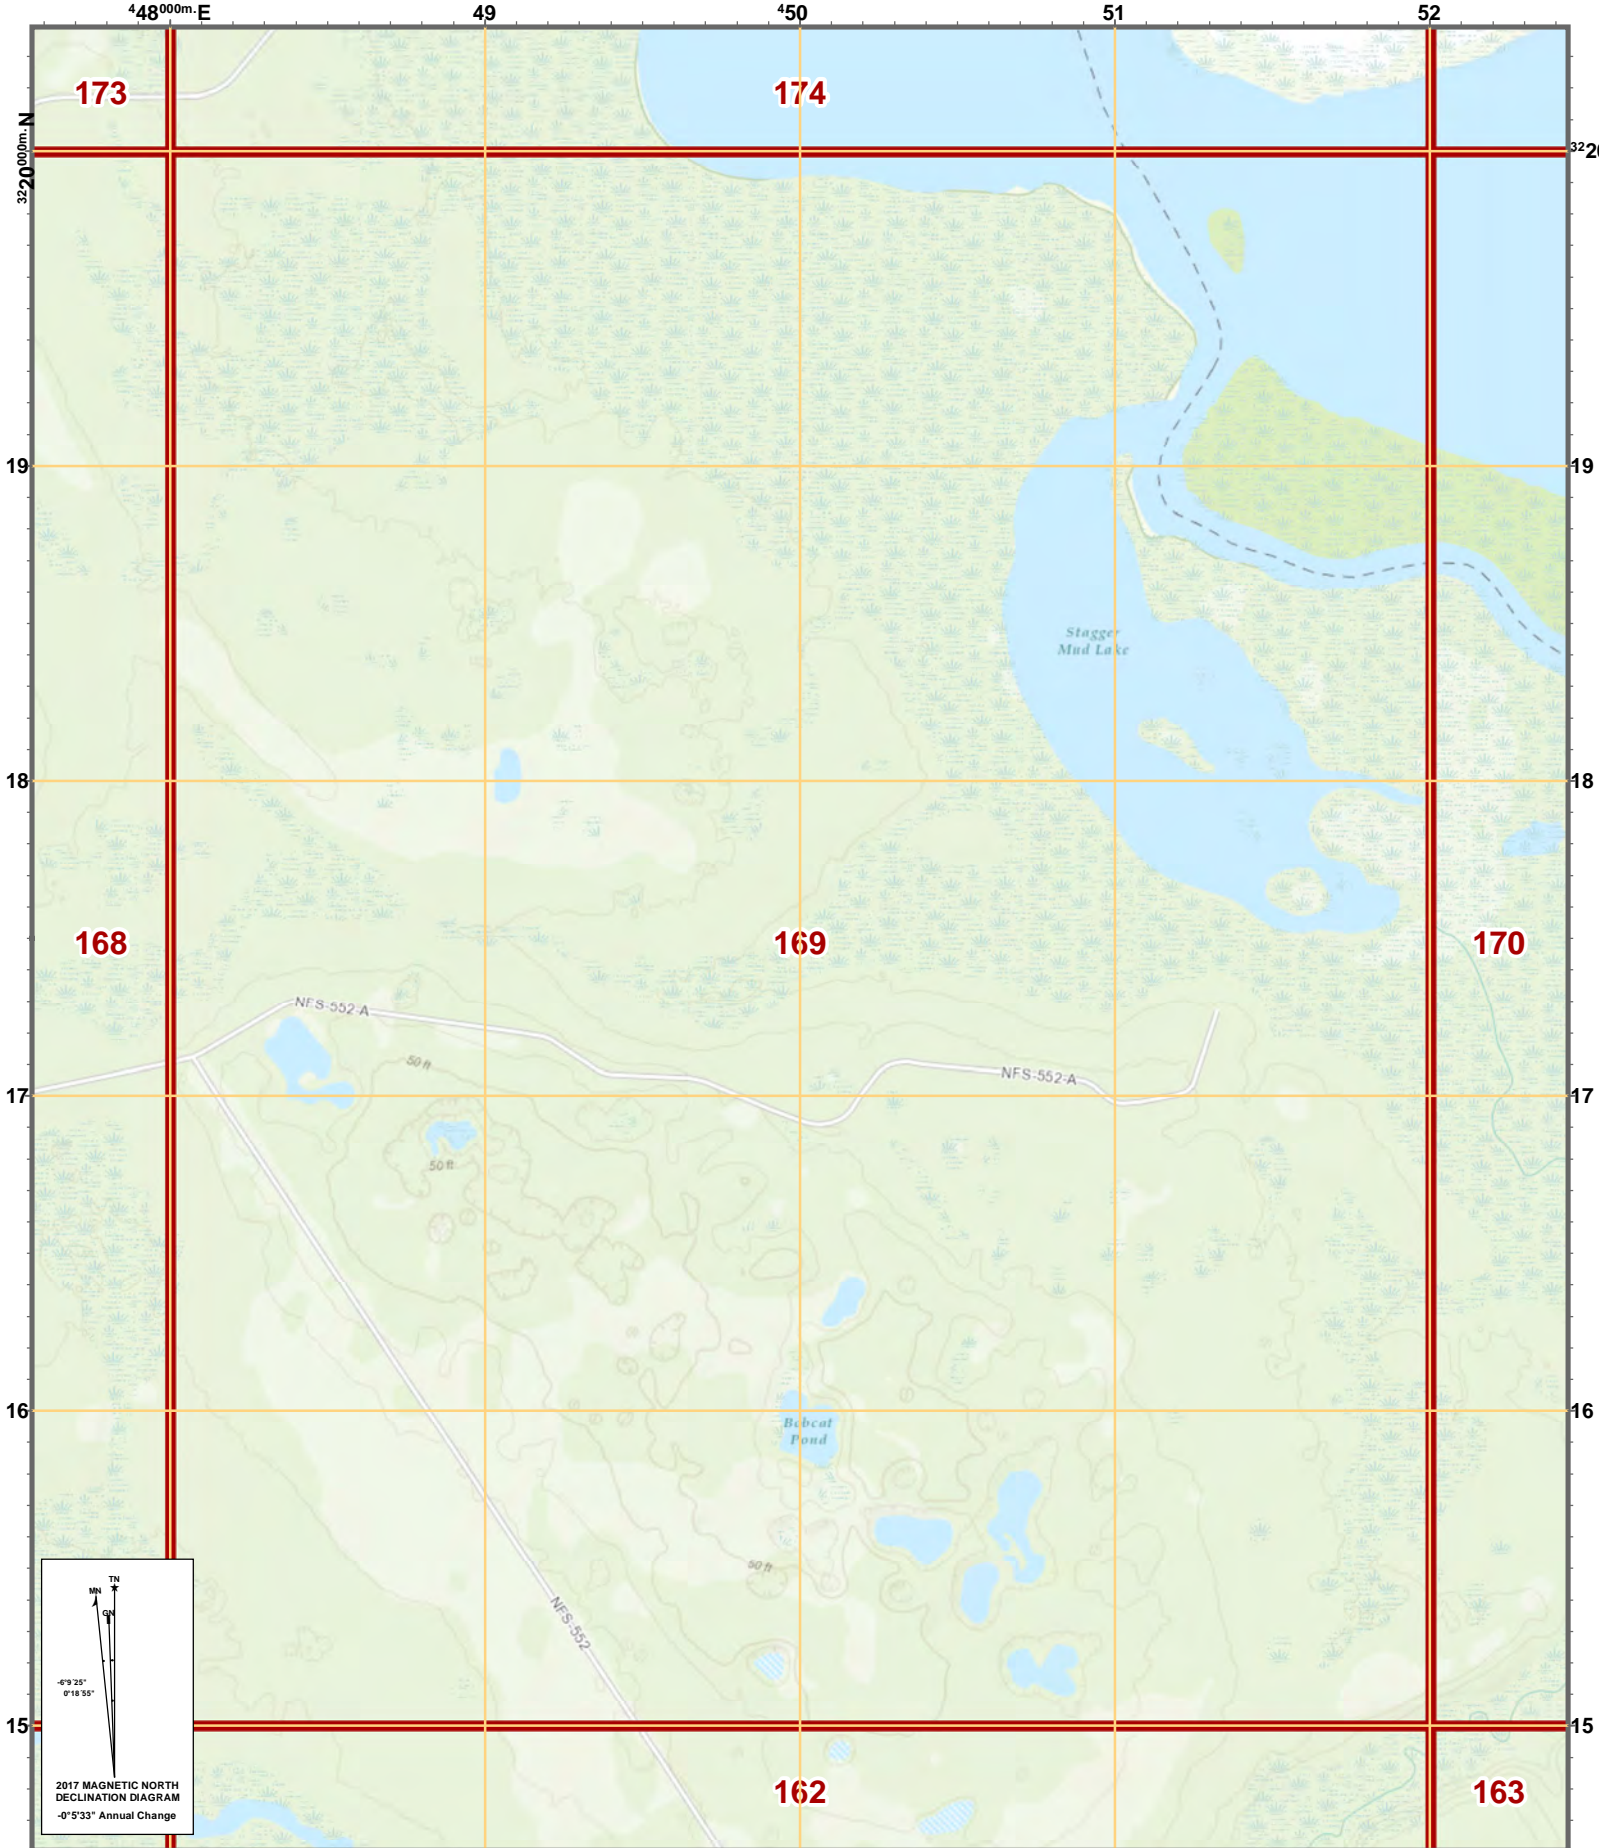 448000m.E 49 450 51 52
173 174
3220000m.N 3220
19 19
Stagger
Mud Lake
18 18
168 169 170
NFS-552-A
50 ft
NFS-552-A
17 17
50 ft
16 16
Bobcat
Pond
50 ft
NFS-552
TN
MN
GN
-6°9'25"
0°18'55"
15 15
2017 MAGNETIC NORTH
DECLINATION DIAGRAM
-0°5'33" Annual Change
162 163